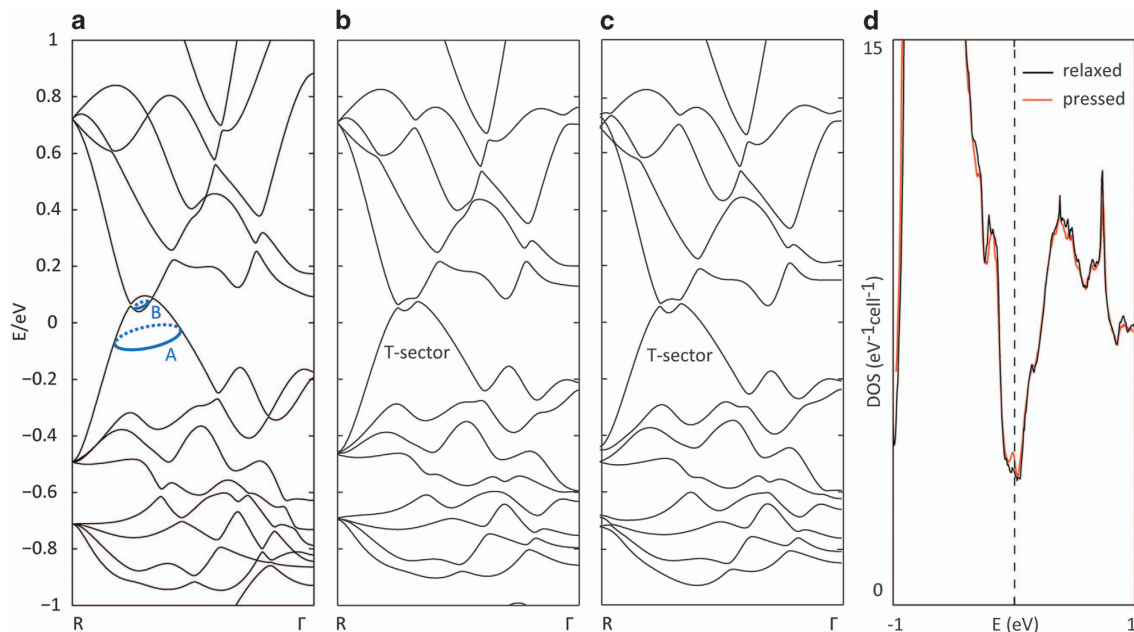 a
b
c
d
E/eV
1
0.8
0.6
0.4
0.2
0
−0.2
−0.4
−0.6
−0.8
−1
B
A
R
Γ
T-sector
R
Γ
T-sector
R
Γ
15
DOS (eV-1cell-1)
0
relaxed
pressed
-1
E (eV)
1